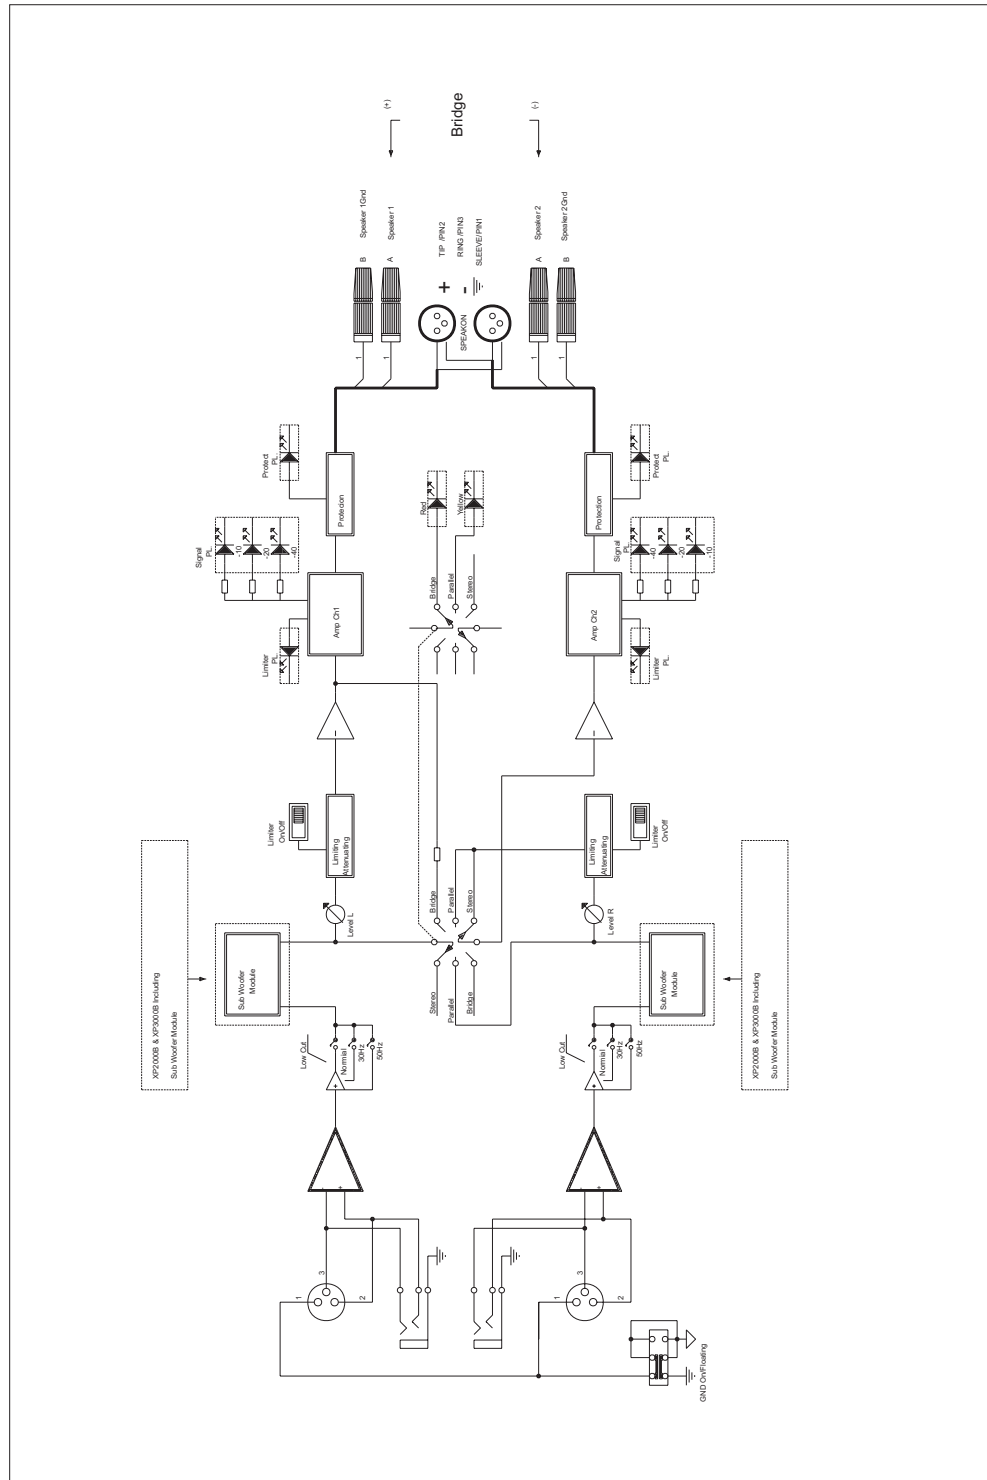 Bridge
(+)
(-)
B
Speaker 1Gnd
A
Speaker 1
TIP /PIN2
RING /PIN3
SLEEVE/PIN1
A
Speaker 2
B
Speaker 2Gnd
+
-
SPEAKON
1
1
1
1
Protect
PL.
Protecion
Red
Yellow
Protection
Protect
PL.
Signal
PL.
-10
-20
-40
Signal
PL.
-40
-20
-10
Amp Ch1
Bridge
Parallel
Stereo
Amp Ch2
Limiter
PL.
Limiter
PL.
Limiter
On/Off
Limiting
Attenuating
Limiting
Attenuating
Limiter
On/Off
Level L
Bridge
Parallel
Stereo
Level R
Stereo
Parallel
Bridge
XP2000B & XP3000B Including
Sub Woofer Module
Sub Woofer
Module
Sub Woofer
Module
XP2000B & XP3000B Including
Sub Woofer Module
Low Cut
Normal
30Hz
50Hz
Low Cut
Normal
30Hz
50Hz
+
+
-
+
-
+
1
3
2
1
3
2
GND On/Floating